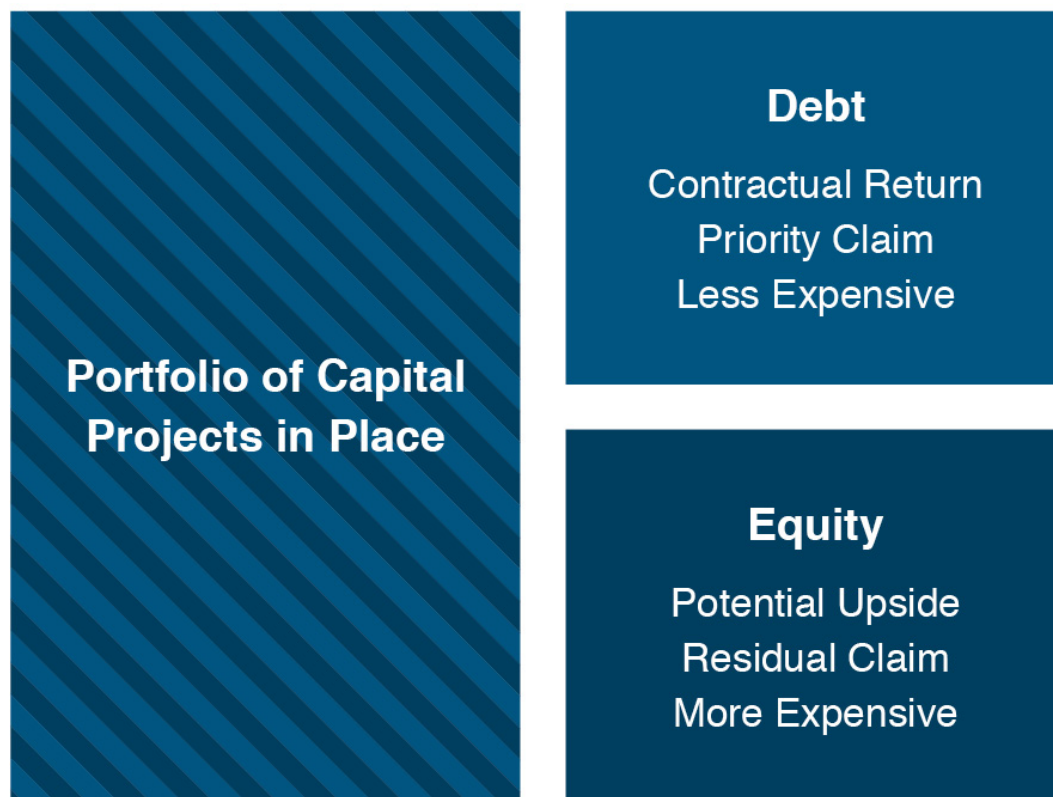 Portfolio of Capital
Projects in Place
Debt
Contractual Return
Priority Claim
Less Expensive
Equity
Potential Upside
Residual Claim
More Expensive